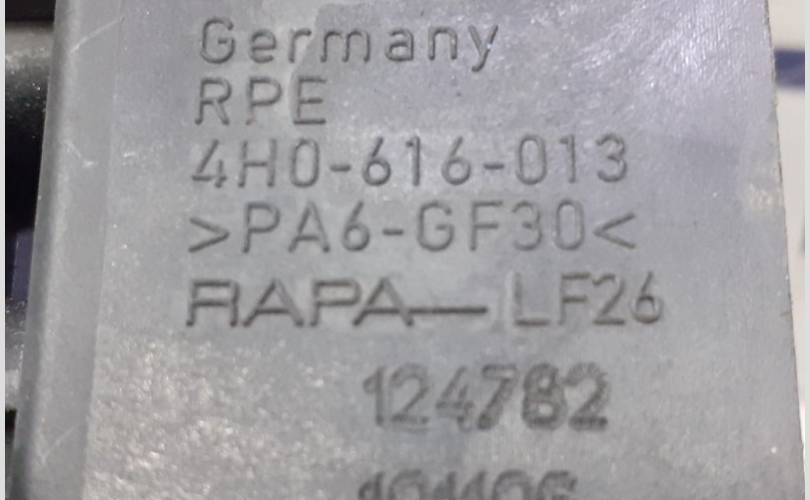 Germany
RPE
4H0-616-013
>PA6-GF30<
RAPA LF26
124782